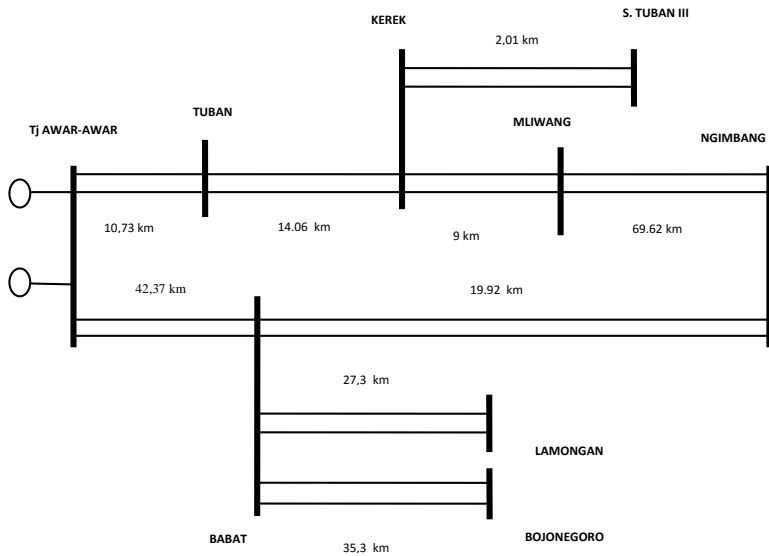 KEREK
S. TUBAN III
2,01 km
TUBAN
MLIWANG
Tj AWAR-AWAR
NGIMBANG
10,73 km
14.06 km
9 km
69.62 km
42,37 km
19.92 km
27,3 km
LAMONGAN
BABAT
BOJONEGORO
35,3 km